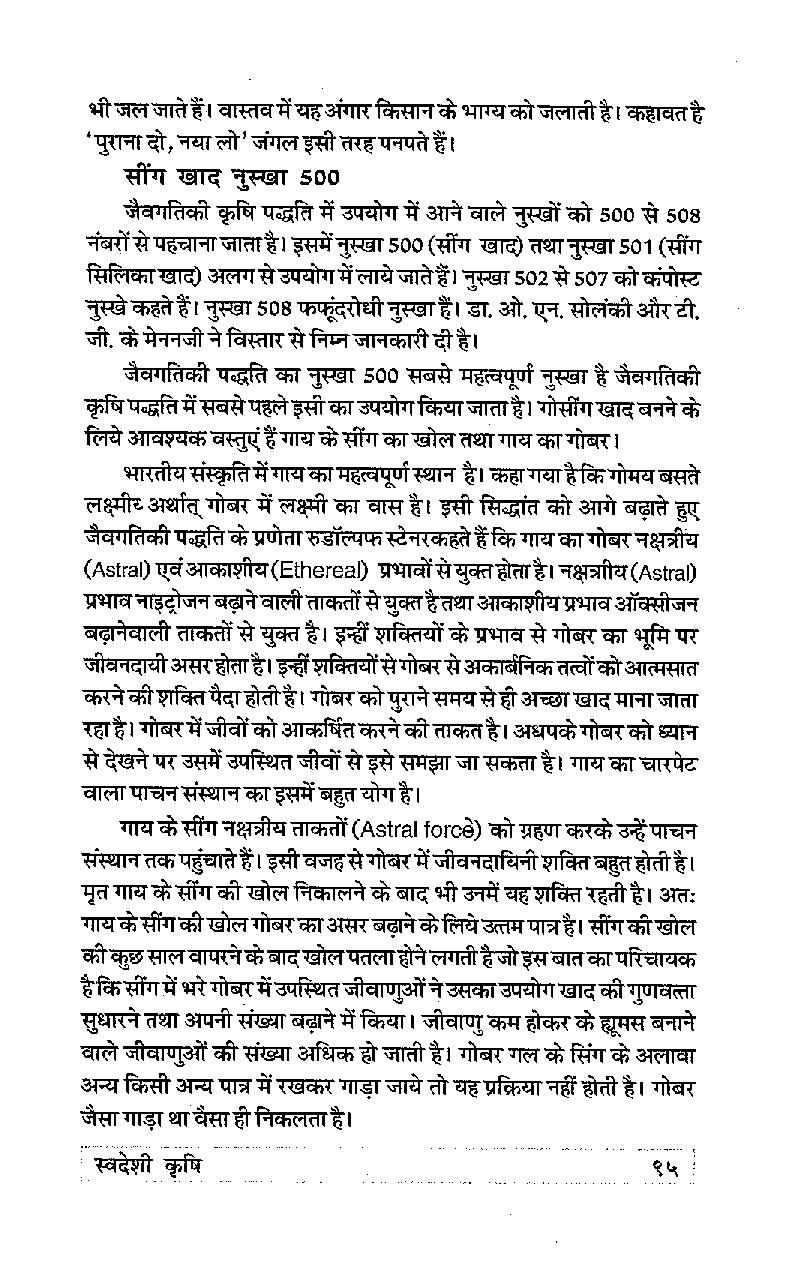 भी जल जाते हैं। वास्तव में यह अंगार किसान के भाग्य को जलाती है। कहावत है
‘पुराना दो, नया लो’ जंगल इसी तरह पनपते हैं।
सींग खाद नुस्खा 500
जैवगतिकी कृषि पद्धति में उपयोग में आने वाले नुस्खों को 500 से 508
नंबरों से पहचाना जाता है। इसमें नुस्खा 500 (सींग खाद) तथा नुस्खा 501 (सींग
सिलिका खाद) अलग से उपयोग में लाये जाते हैं। नुस्खा 502 से 507 को कंपोस्ट
नुस्खे कहते हैं। नुस्खा 508 फफूंदरोधी नुस्खा हैं। डा. ओ. एन. सोलंकी और टी.
जी. के मेननजी ने विस्तार से निम्न जानकारी दी है।
जैवगतिकी पद्धति का नुस्खा 500 सबसे महत्वपूर्ण नुस्खा है जैवगतिकी
कृषि पद्धति में सबसे पहले इसी का उपयोग किया जाता है। गोसींग खाद बनने के
लिये आवश्यक वस्तुएं हैं गाय के सींग का खोल तथा गाय का गोबर।
भारतीय संस्कृति में गाय का महत्वपूर्ण स्थान है। कहा गया है कि गोमय बसते
लक्ष्मीय् अर्थात् गोबर में लक्ष्मी का वास है। इसी सिद्धांत को आगे बढ़ाते हुए
जैवगतिकी पद्धति के प्रणेता रुडॉल्पफ स्टेनरकहते हैं कि गाय का गोबर नक्षत्रीय
(Astral) एवं आकाशीय (Ethereal) प्रभावों से युक्त होता है। नक्षत्रीय (Astral)
प्रभाव नाइट्रोजन बढ़ाने वाली ताकतों से युक्त है तथा आकाशीय प्रभाव ऑक्सीजन
बढ़ानेवाली ताकतों से युक्त है। इन्हीं शक्तियों के प्रभाव से गोबर का भूमि पर
जीवनदायी असर होता है। इन्हीं शक्तियों से गोबर से अकार्बनिक तत्वों को आत्मसात
करने की शक्ति पैदा होती है। गोबर को पुराने समय से ही अच्छा खाद माना जाता
रहा है। गोबर में जीवों को आकर्षित करने की ताकत है। अधपके गोबर को ध्यान
से देखने पर उसमें उपस्थित जीवों से इसे समझा जा सकता है। गाय का चारपेट
वाला पाचन संस्थान का इसमें बहुत योग है।
गाय के सींग नक्षत्रीय ताकतों (Astral force) को ग्रहण करके उन्हें पाचन
संस्थान तक पहुंचाते हैं। इसी वजह से गोबर में जीवनदायिनी शक्ति बहुत होती है।
मृत गाय के सींग की खोल निकालने के बाद भी उनमें यह शक्ति रहती है। अतः
गाय के सींग की खोल गोबर का असर बढ़ाने के लिये उत्तम पात्र है। सींग की खोल
की कुछ साल वापरने के बाद खोल पतला होने लगती है जो इस बात का परिचायक
है कि सींग में भरे गोबर में उपस्थित जीवाणुओं ने उसका उपयोग खाद की गुणवत्ता
सुधारने तथा अपनी संख्या बढ़ाने में किया। जीवाणु कम होकर के ह्यूमस बनाने
वाले जीवाणुओं की संख्या अधिक हो जाती है। गोबर गल के सिंग के अलावा
अन्य किसी अन्य पात्र में रखकर गाड़ा जाये तो यह प्रक्रिया नहीं होती है। गोबर
जैसा गाड़ा था वैसा ही निकलता है।
स्वदेशी कृषि १५